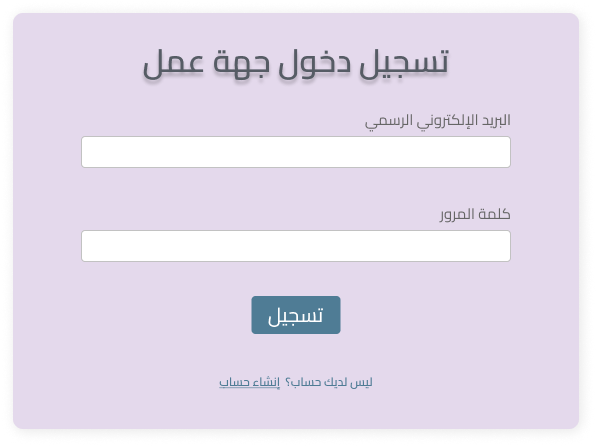 تسجيل دخول جهة عمل
البريد الإلكتروني الرسمي
كلمة المرور
تسجيل
ليس لديك حساب؟ إنشاء حساب